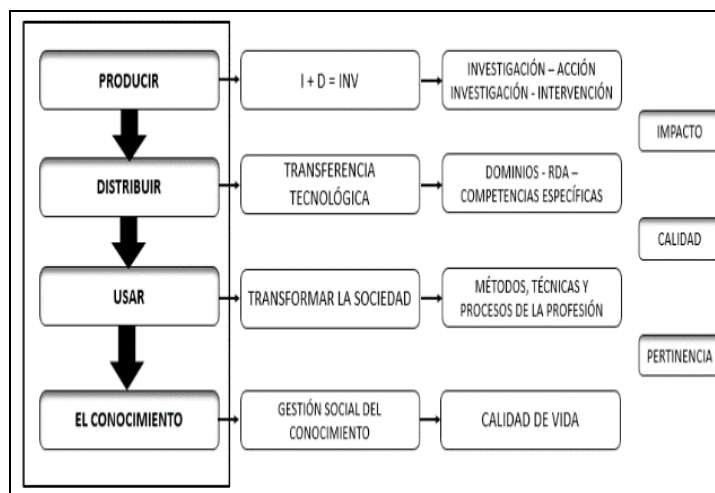 PRODUCIR
I + D = INV
INVESTIGACIÓN – ACCIÓN
INVESTIGACIÓN - INTERVENCIÓN
IMPACTO
DISTRIBUIR
TRANSFERENCIA
TECNOLÓGICA
DOMINIOS - RDA –
COMPETENCIAS ESPECÍFICAS
CALIDAD
USAR
TRANSFORMAR LA SOCIEDAD
MÉTODOS, TÉCNICAS Y
PROCESOS DE LA PROFESIÓN
PERTINENCIA
EL CONOCIMIENTO
GESTIÓN SOCIAL DEL
CONOCIMIENTO
CALIDAD DE VIDA